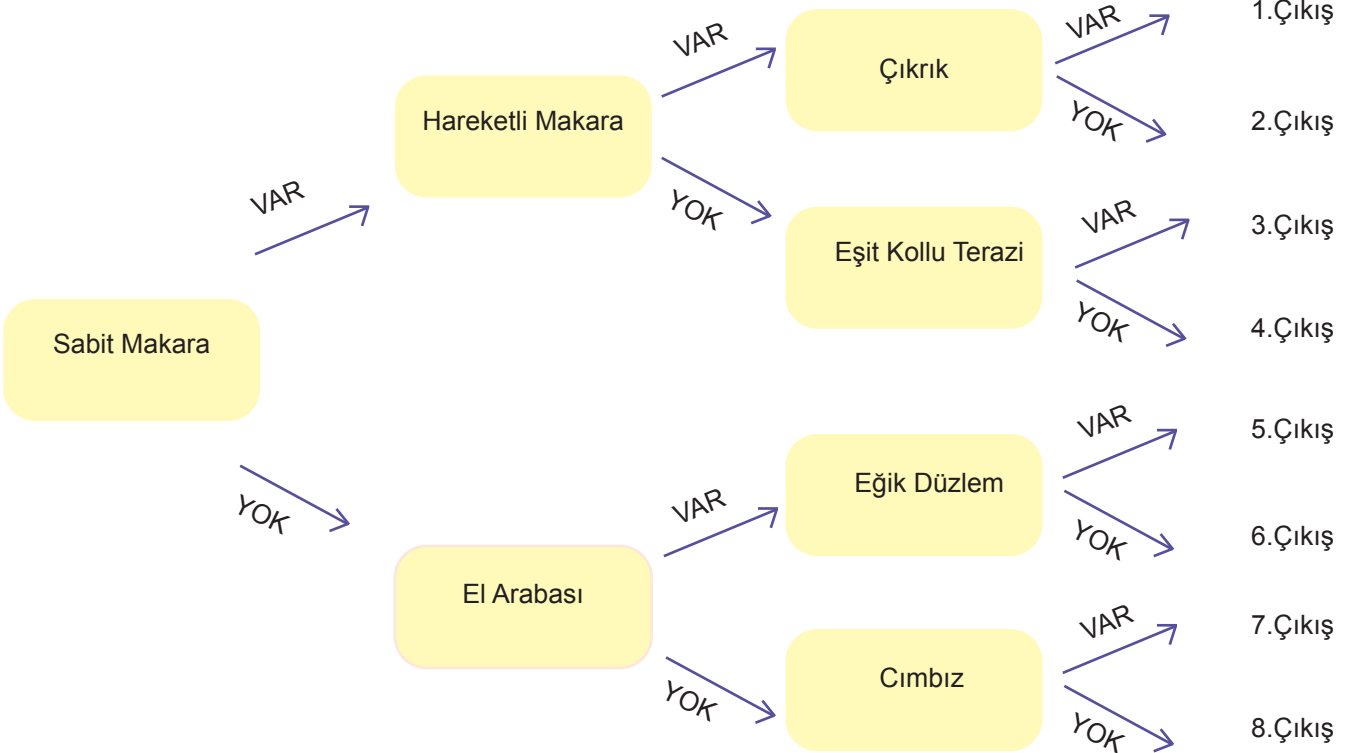 1.Çıkış
VAR
VAR
Çıkrık
Hareketli Makara
YOK
2.Çıkış
VAR
YOK
VAR
3.Çıkış
Eşit Kollu Terazi
YOK
4.Çıkış
Sabit Makara
VAR
5.Çıkış
YOK
VAR
Eğik Düzlem
YOK
6.Çıkış
El Arabası
VAR
7.Çıkış
YOK
Cımbız
YOK
8.Çıkış